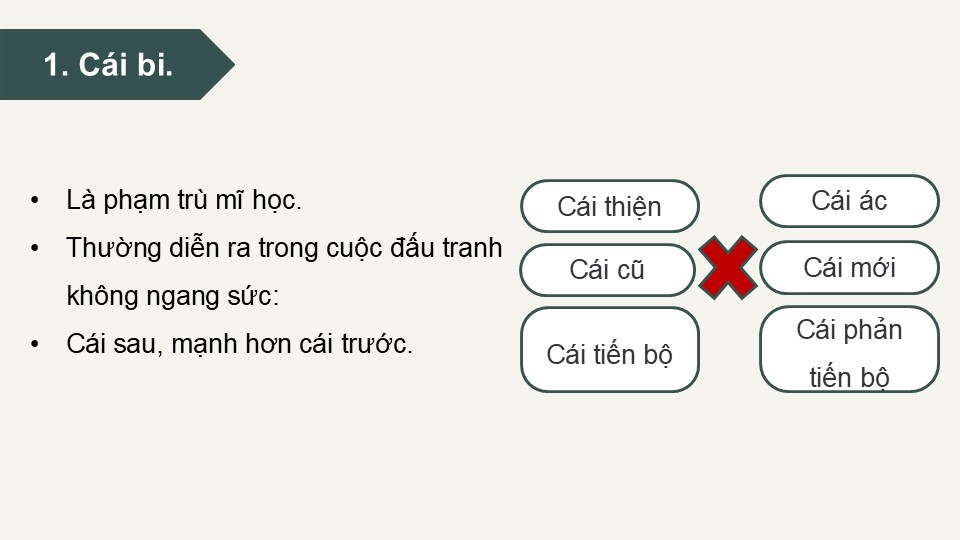 1. Cái bi.
• Là phạm trù mĩ học.
• Thường diễn ra trong cuộc đấu tranh
không ngang sức:
• Cái sau, mạnh hơn cái trước.
Cái thiện
Cái ác
Cái cũ
Cái mới
Cái tiến bộ
Cái phản
tiến bộ